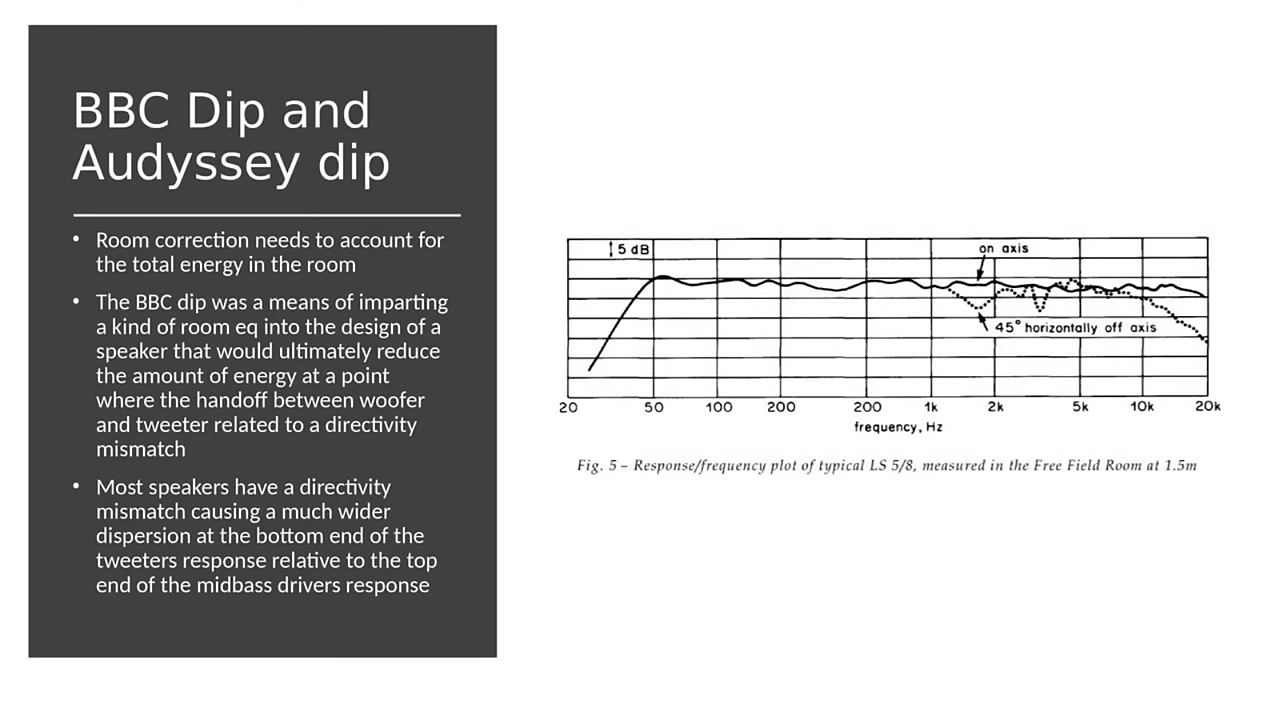 BBC Dip and
Audyssey dip
• Room correction needs to account for
the total energy in the room
• The BBC dip was a means of imparting
a kind of room eq into the design of a
speaker that would ultimately reduce
the amount of energy at a point
where the handoff between woofer
and tweeter related to a directivity
mismatch
• Most speakers have a directivity
mismatch causing a much wider
dispersion at the bottom end of the
tweeters response relative to the top
end of the midbass drivers response
5 dB
on axis
45° horizontally off axis
20 50 100 200 200 1k 2k 5k 10k 20k
frequency, Hz
Fig. 5 – Response/frequency plot of typical LS 5/8, measured in the Free Field Room at 1.5m